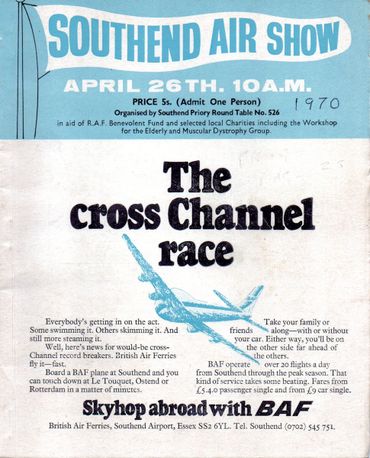 SOUTHEND AIR SHOW
APRIL 26TH. 10A.M.
PRICE 5s. (Admit One Person)
1970
Organised by Southend Priory Round Table No. 526
in aid of R.A.F. Benevolent Fund and selected local Charities including the Workshop
for the Elderly and Muscular Dystrophy Group.
The
cross Channel
race
Everybody's getting in on the act.
Some swimming it. Others skimming it. And
still more steaming it.
Well, here's news for would-be cross-
Channel record breakers. British Air Ferries
fly it—fast.
Board a BAF plane at Southend and you
can touch down at Le Touquet, Ostend or
Rotterdam in a matter of minutes.
Take your family or
friends along—with or without
your car. Either way, you'll be on
the other side far ahead of
the others.
BAF operate over 20 flights a day
from Southend through the peak season. That
kind of service takes some beating. Fares from
£5.4.0 passenger single and from £9 car single.
Skyhop abroad with BAF
British Air Ferries, Southend Airport, Essex SS2 6YL. Tel. Southend (0702) 545 751.